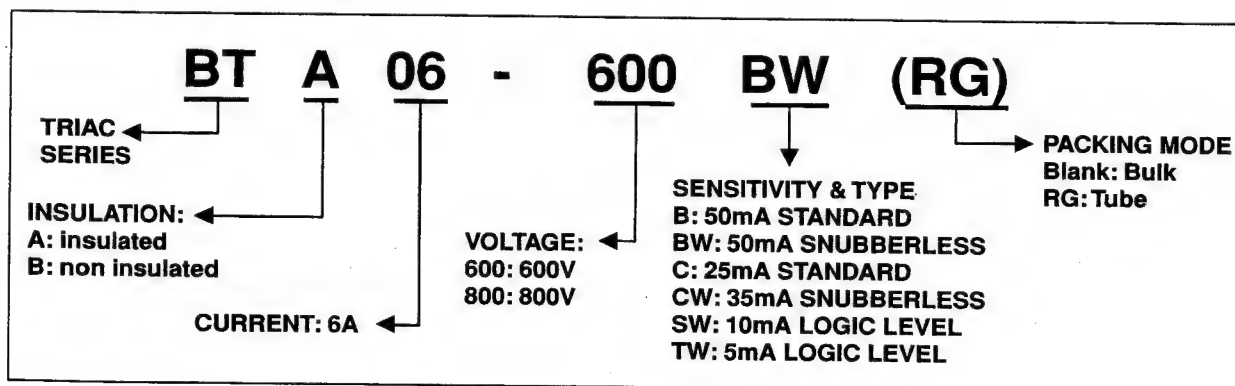 BT A 06 - 600 BW (RG)
TRIAC
SERIES
INSULATION:
A: insulated
B: non insulated
CURRENT: 6A
VOLTAGE:
600: 600V
800: 800V
SENSITIVITY & TYPE
B: 50mA STANDARD
BW: 50mA SNUBBERLESS
C: 25mA STANDARD
CW: 35mA SNUBBERLESS
SW: 10mA LOGIC LEVEL
TW: 5mA LOGIC LEVEL
PACKING MODE
Blank: Bulk
RG: Tube